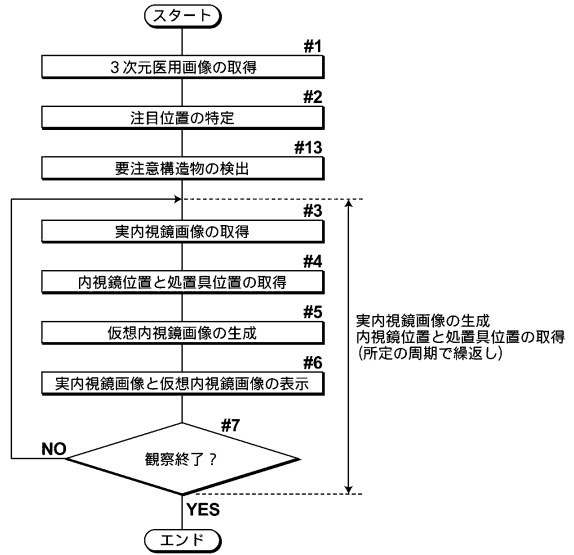 スタート
#1
3次元医用画像の取得
#2
注目位置の特定
#13
要注意構造物の検出
#3
実内視鏡画像の取得
#4
内視鏡位置と処置具位置の取得
#5
仮想内視鏡画像の生成
#6
実内視鏡画像と仮想内視鏡画像の表示
#7
観察終了？
NO
YES
エンド
実内視鏡画像の生成
内視鏡位置と処置具位置の取得
(所定の周期で繰返し)